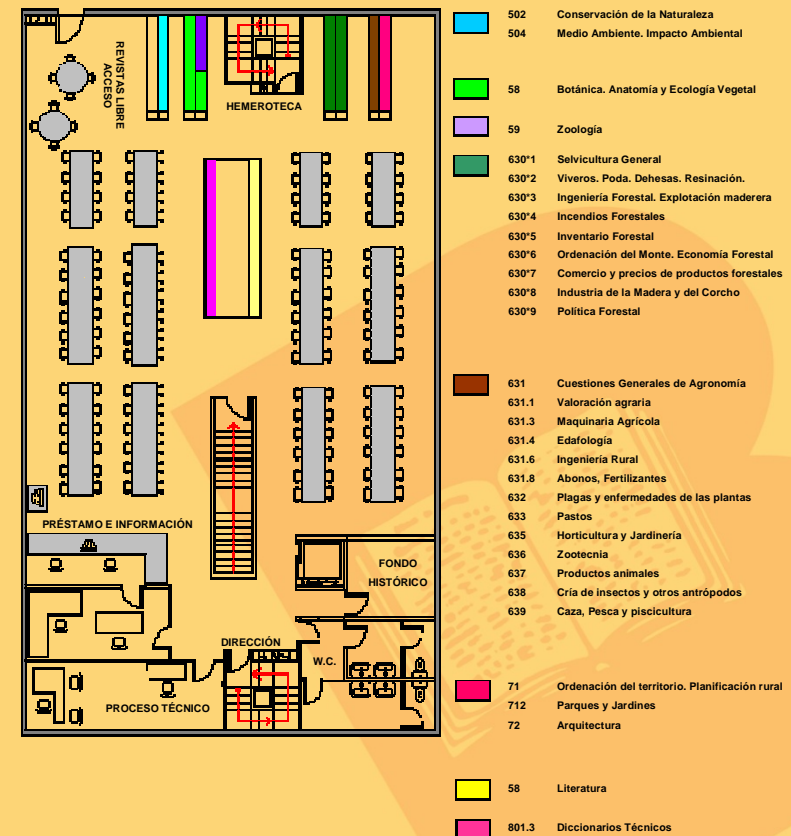 REVISTAS LIBRE
ACCESO
HEMEROTECA
PRÉSTAMO E INFORMACIÓN
FONDO
HISTÓRICO
DIRECCIÓN
W.C.
PROCESO TÉCNICO
502 Conservación de la Naturaleza
504 Medio Ambiente. Impacto Ambiental
58 Botánica. Anatomía y Ecología Vegetal
59 Zoología
630*1 Selvicultura General
630*2 Viveros. Poda. Dehesas. Resinación.
630*3 Ingeniería Forestal. Explotación maderera
630*4 Incendios Forestales
630*5 Inventario Forestal
630*6 Ordenación del Monte. Economía Forestal
630*7 Comercio y precios de productos forestales
630*8 Industria de la Madera y del Corcho
630*9 Política Forestal
631 Cuestiones Generales de Agronomía
631.1 Valoración agraria
631.3 Maquinaria Agrícola
631.4 Edafología
631.6 Ingeniería Rural
631.8 Abonos, Fertilizantes
632 Plagas y enfermedades de las plantas
633 Pastos
635 Horticultura y Jardinería
636 Zootecnia
637 Productos animales
638 Cría de insectos y otros antrópodos
639 Caza, Pesca y piscicultura
71 Ordenación del territorio. Planificación rural
712 Parques y Jardines
72 Arquitectura
58 Literatura
801.3 Diccionarios Técnicos